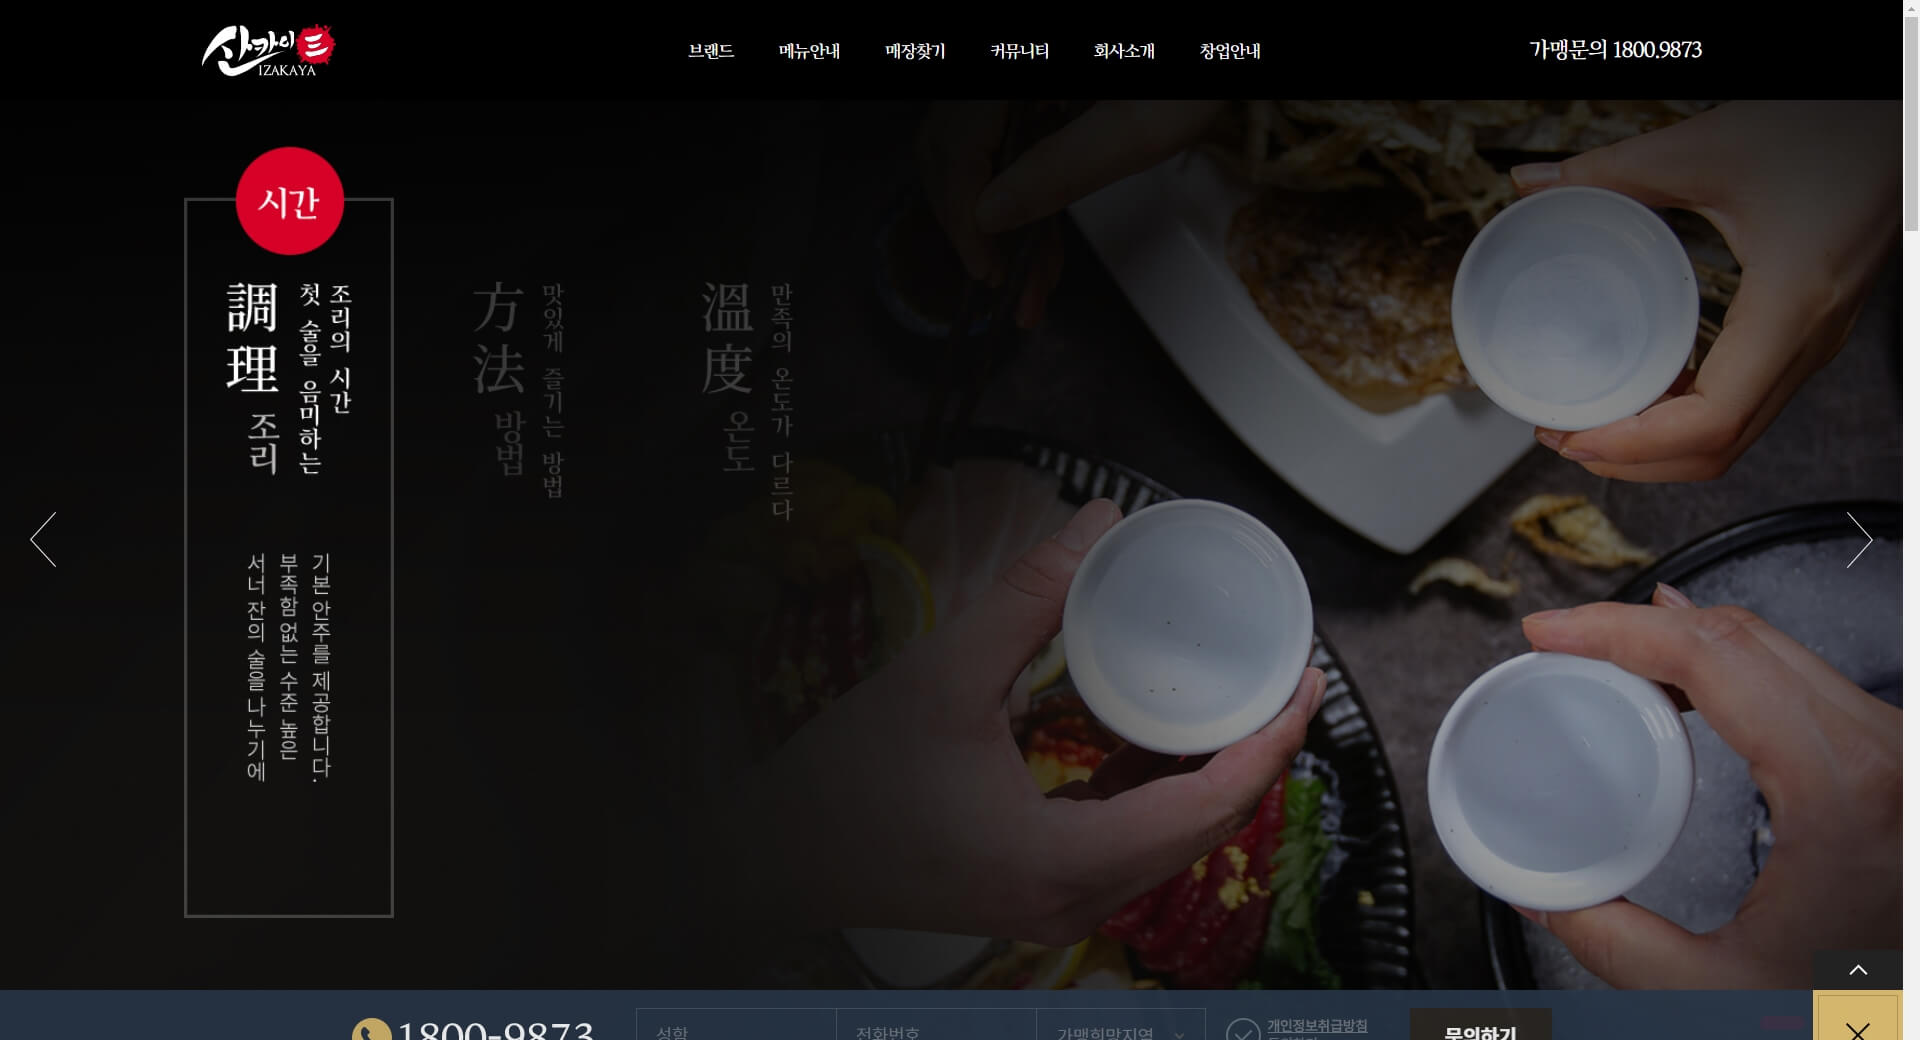 산카이
三
IZAKAYA
브랜드
메뉴안내
매장찾기
커뮤니티
회사소개
창업안내
가맹문의 1800.9873
시간
調理 조리
조리의 시간
첫 술을 음미하는
기본 안주를 제공합니다.
부족함 없는 수준 높은
서너 잔의 술을 나누기에
方法 방법
맛있게 즐기는 방법
溫度 온도
만족의 온도가 다르다
1800-9873
성함
전화번호
가맹희망지역
개인정보취급방침
문의하기